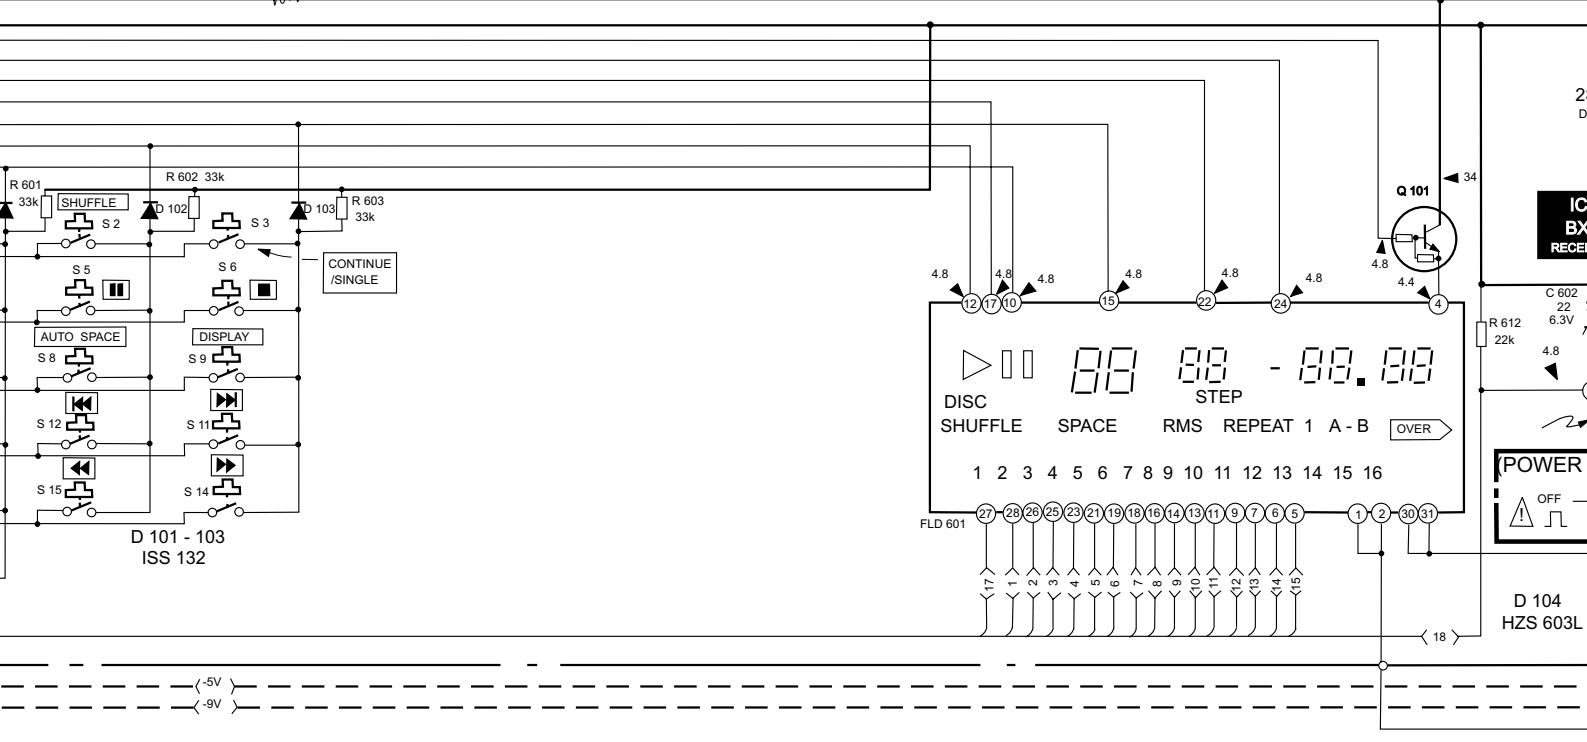 2
D
R 601
33k
SHUFFLE
S 2
D 102
R 602 33k
S 3
D 103
R 603
33k
CONTINUE
/SINGLE
S 5
S 6
AUTO SPACE
S 8
DISPLAY
S 9
S 12
S 11
S 15
S 14
D 101 - 103
ISS 132
34
Q 101
4.8
4.4
IC
BX
RECEI
4.8
4.8
4.8
4.8
4.8
4.8
12 17 10 15 22 24 4
C 602
22
6.3V
R 612
22k
4.8
DISC
STEP
SHUFFLE SPACE RMS REPEAT 1 A - B OVER
1 2 3 4 5 6 7 8 9 10 11 12 13 14 15 16
FLD 601
27 28 26 25 23 21 19 18 16 14 13 11 9 7 6 5 1 2 30 31
17 1 2 3 4 5 6 7 8 9 10 11 12 13 14 15
(POWER
OFF
D 104
HZS 603L
18
-5V
-9V